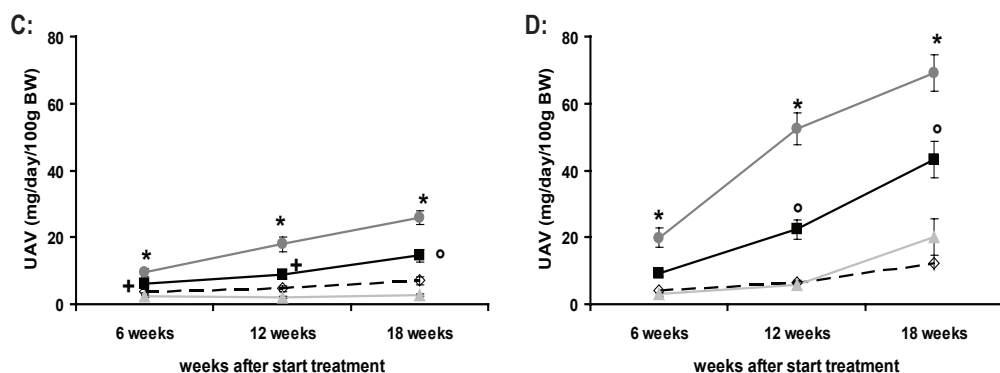 C:
UAV (mg/day/100g BW)
80
60
40
20
0
*
*
*
+
+
o
6 weeks 12 weeks 18 weeks
weeks after start treatment
D:
UAV (mg/day/100g BW)
80
60
40
20
0
*
*
*
o
o
6 weeks 12 weeks 18 weeks
weeks after start treatment